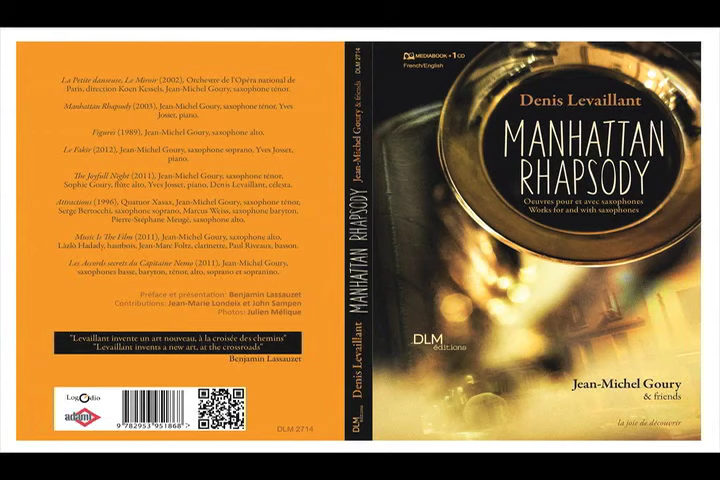 La Petite danseuse, Le Miroir (2002), Orchestre de l'Opéra national de
Paris, direction Koen Kessels, Jean-Michel Goury, saxophone ténor.
Manhattan Rhapsody (2003), Jean-Michel Goury, saxophone ténor, Yves
Josset, piano.
Figures (1989), Jean-Michel Goury, saxophone alto.
Le Fakir (2012), Jean-Michel Goury, saxophone soprano, Yves Josset,
piano.
The Joyfull Night (2011), Jean-Michel Goury, saxophone ténor,
Sophie Goury, flûte alto, Yves Josset, piano, Denis Levaillant, célesta.
Attractions (1996), Quatuor Xasax, Jean-Michel Goury, saxophone ténor,
Serge Bertocchi, saxophone soprano, Marcus Weiss, saxophone baryton,
Pierre-Stéphane Meugé, saxophone alto.
Music Is The Film (2011), Jean-Michel Goury, saxophone alto,
Làzlò Hadady, hautbois, Jean-Marc Foltz, clarinette, Paul Riveaux, basson.
Les Accords secrets du Capitaine Nemo (2011), Jean-Michel Goury,
saxophones basse, baryton, ténor, alto, soprano et sopranino.
Préface et présentation: Benjamin Lassauzet
Contributions: Jean-Marie Londeix et John Sampen
Photos: Julien Mélique
"Levaillant invente un art nouveau, à la croisée des chemins"
"Levaillant invents a new art, at the crossroads"
Benjamin Lassauzet
adami
9 782953 951868 >
DLM 2714
DLM 2714
Jean-Michel Goury & friends
MANHATTAN RHAPSODY
Denis Levaillant
DLM
éditions
MEDIABOOK + 1 CD
French/English
Denis Levaillant
MANHATTAN
RHAPSODY
Oeuvres pour et avec saxophones
Works for and with saxophones
DLM
éditions
Jean-Michel Goury
& friends
la joie de découvrir